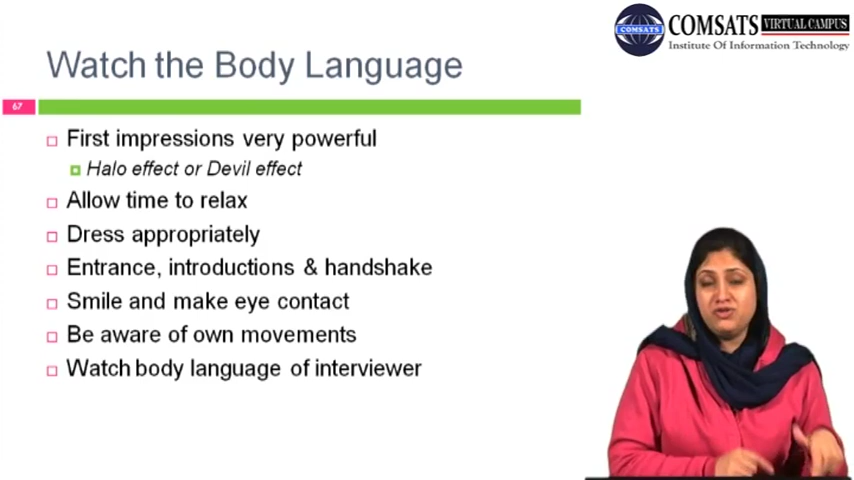 COMSATS VIRTUAL CAMPUS
COMSATS
Institute Of Information Technology
Watch the Body Language
67
First impressions very powerful
Halo effect or Devil effect
Allow time to relax
Dress appropriately
Entrance, introductions & handshake
Smile and make eye contact
Be aware of own movements
Watch body language of interviewer